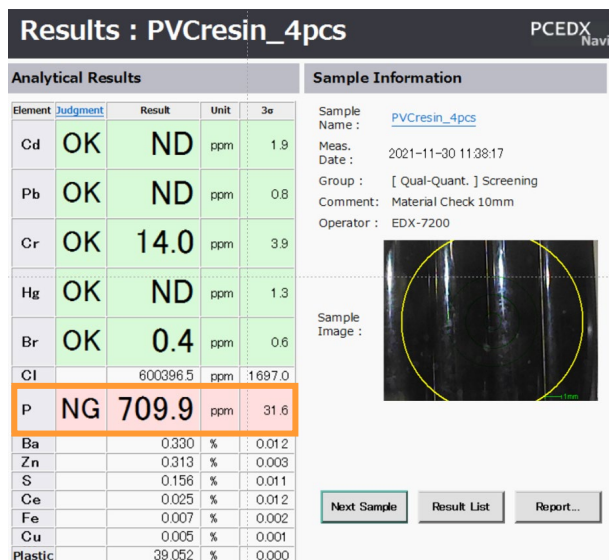 Results : PVCresin_4pcs
PCEDX
Navi
Analytical Results
Element Judgment Result Unit 3σ
Cd OK ND ppm 1.9
Pb OK ND ppm 0.8
Cr OK 14.0 ppm 3.9
Hg OK ND ppm 1.3
Br OK 0.4 ppm 0.6
Cl 600396.5 ppm 1697.0
P NG 709.9 ppm 31.6
Ba 0.330 % 0.012
Zn 0.313 % 0.003
S 0.156 % 0.011
Ce 0.025 % 0.012
Fe 0.007 % 0.002
Cu 0.005 % 0.001
Plastic 39.052 % 0.000
Sample Information
Sample Name : PVCresin_4pcs
Meas. Date : 2021-11-30 11:38:17
Group : [ Qual-Quant. ] Screening
Comment: Material Check 10mm
Operator : EDX-7200
Sample Image :
1mm
Next Sample Result List Report...